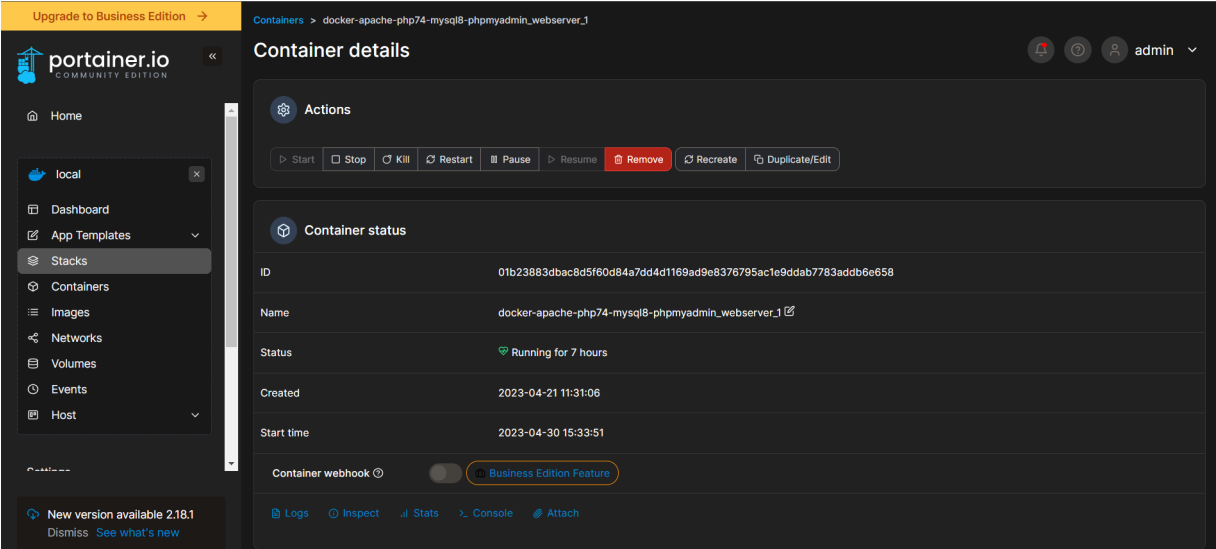 Upgrade to Business Edition →
portainer.io
COMMUNITY EDITION
«
Home
local
×
Dashboard
App Templates
Stacks
Containers
Images
Networks
Volumes
Events
Host
Settings
New version available 2.18.1
Dismiss See what's new
Containers > docker-apache-php74-mysql8-phpmyadmin_webserver_1
Container details
admin
Actions
Start Stop Kill Restart Pause Resume Remove Recreate Duplicate/Edit
Container status
ID 01b23883dbac8d5f60d84a7dd4d1169ad9e8376795ac1e9ddab7783addb6e658
Name docker-apache-php74-mysql8-phpmyadmin_webserver_1
Status Running for 7 hours
Created 2023-04-21 11:31:06
Start time 2023-04-30 15:33:51
Container webhook Business Edition Feature
Logs Inspect Stats >_ Console Attach